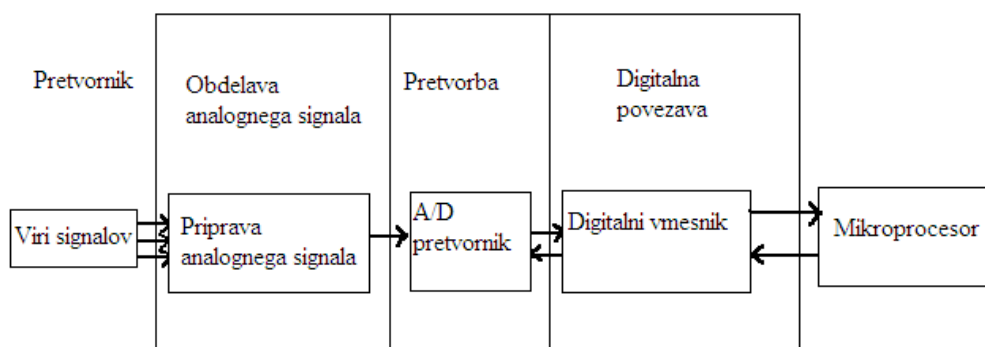 Pretvornik
Obdelava
analognega signala
Pretvorba
Digitalna
povezava
Viri signalov
Priprava
analognega signala
A/D
pretvornik
Digitalni vmesnik
Mikroprocesor